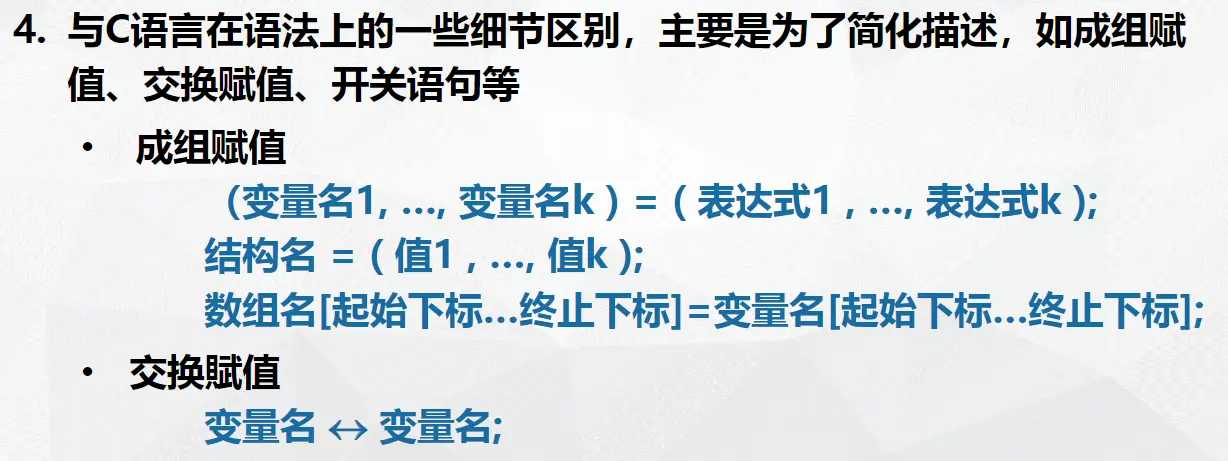 4. 与C语言在语法上的一些细节区别，主要是为了简化描述，如成组赋
值、交换赋值、开关语句等
• 成组赋值
（变量名1, …, 变量名k ) = ( 表达式1 , …, 表达式k );
结构名 = ( 值1 , …, 值k );
数组名[起始下标…终止下标]=变量名[起始下标…终止下标];
• 交换賦值
变量名 ↔ 变量名;